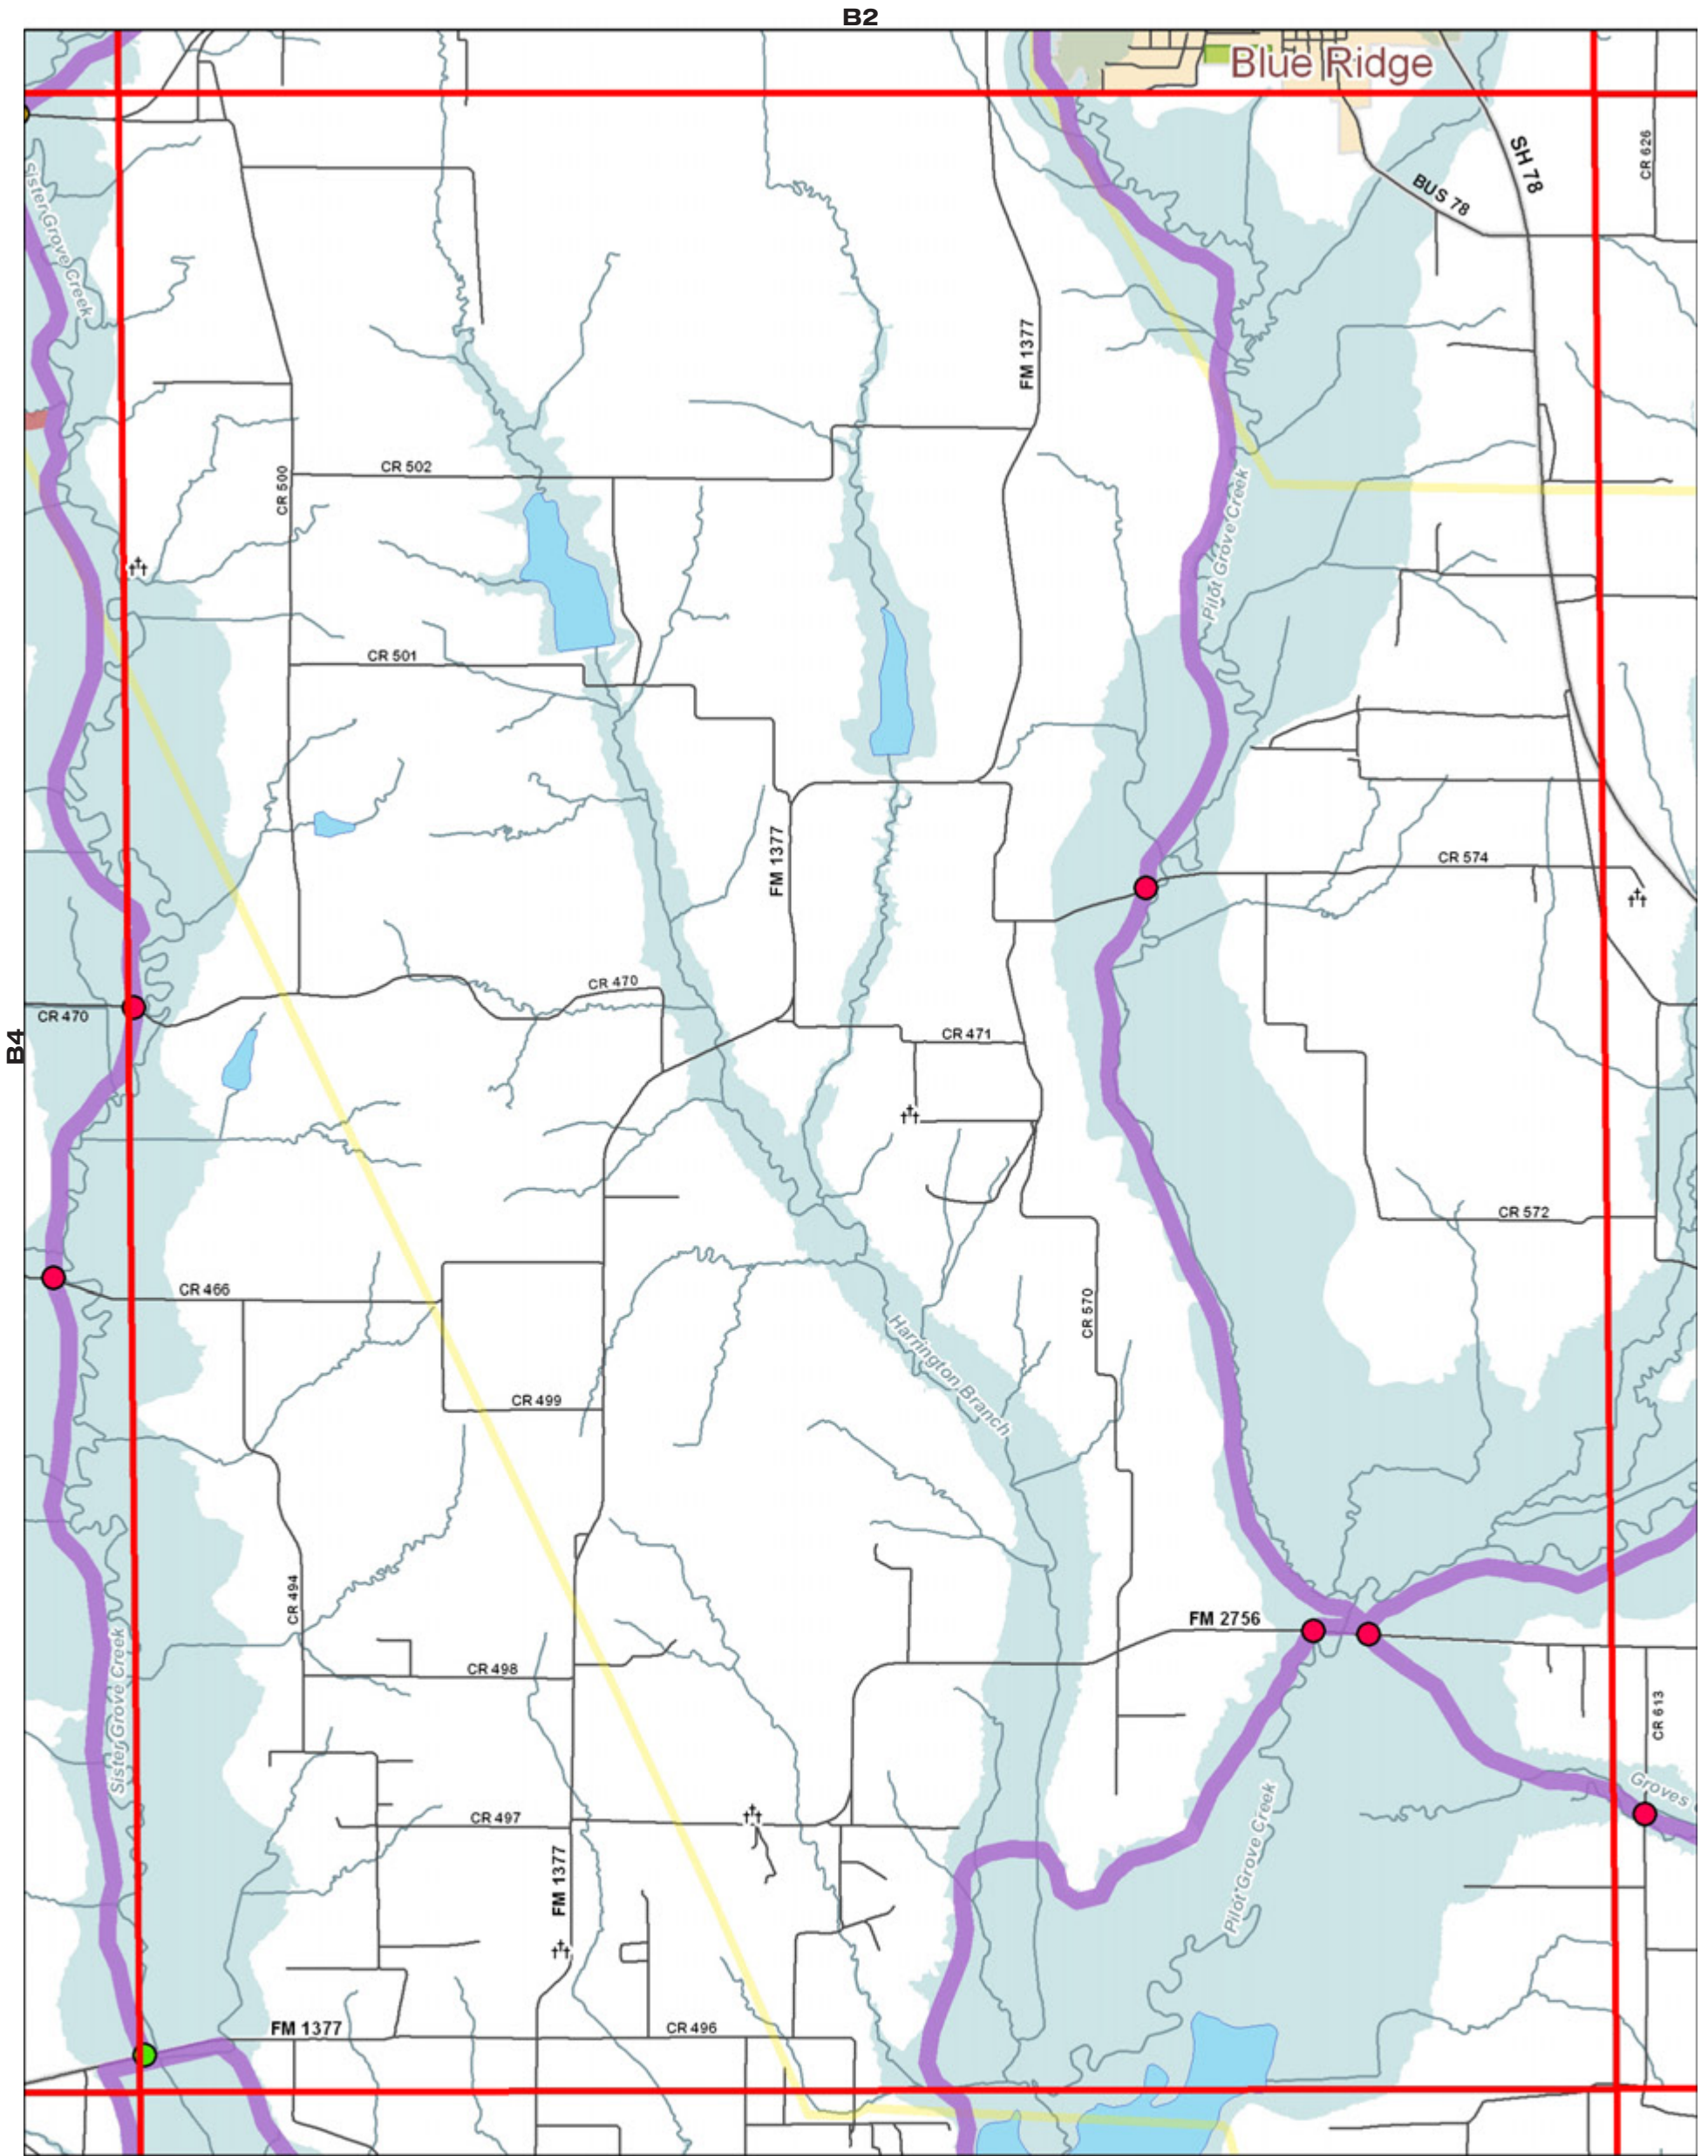 B2
Blue Ridge
SH 78
CR 626
BUS 78
Sister Grove Creek
FM 1377
CR 502
CR 500
Pilot Grove Creek
CR 501
FM 1377
CR 574
CR 470
CR 470
B4
CR 471
CR 572
CR 466
CR 570
Harrington Branch
CR 499
CR 494
FM 2756
Sister Grove Creek
CR 498
CR 613
Groves
Pilot Grove Creek
CR 497
FM 1377
FM 1377
CR 496